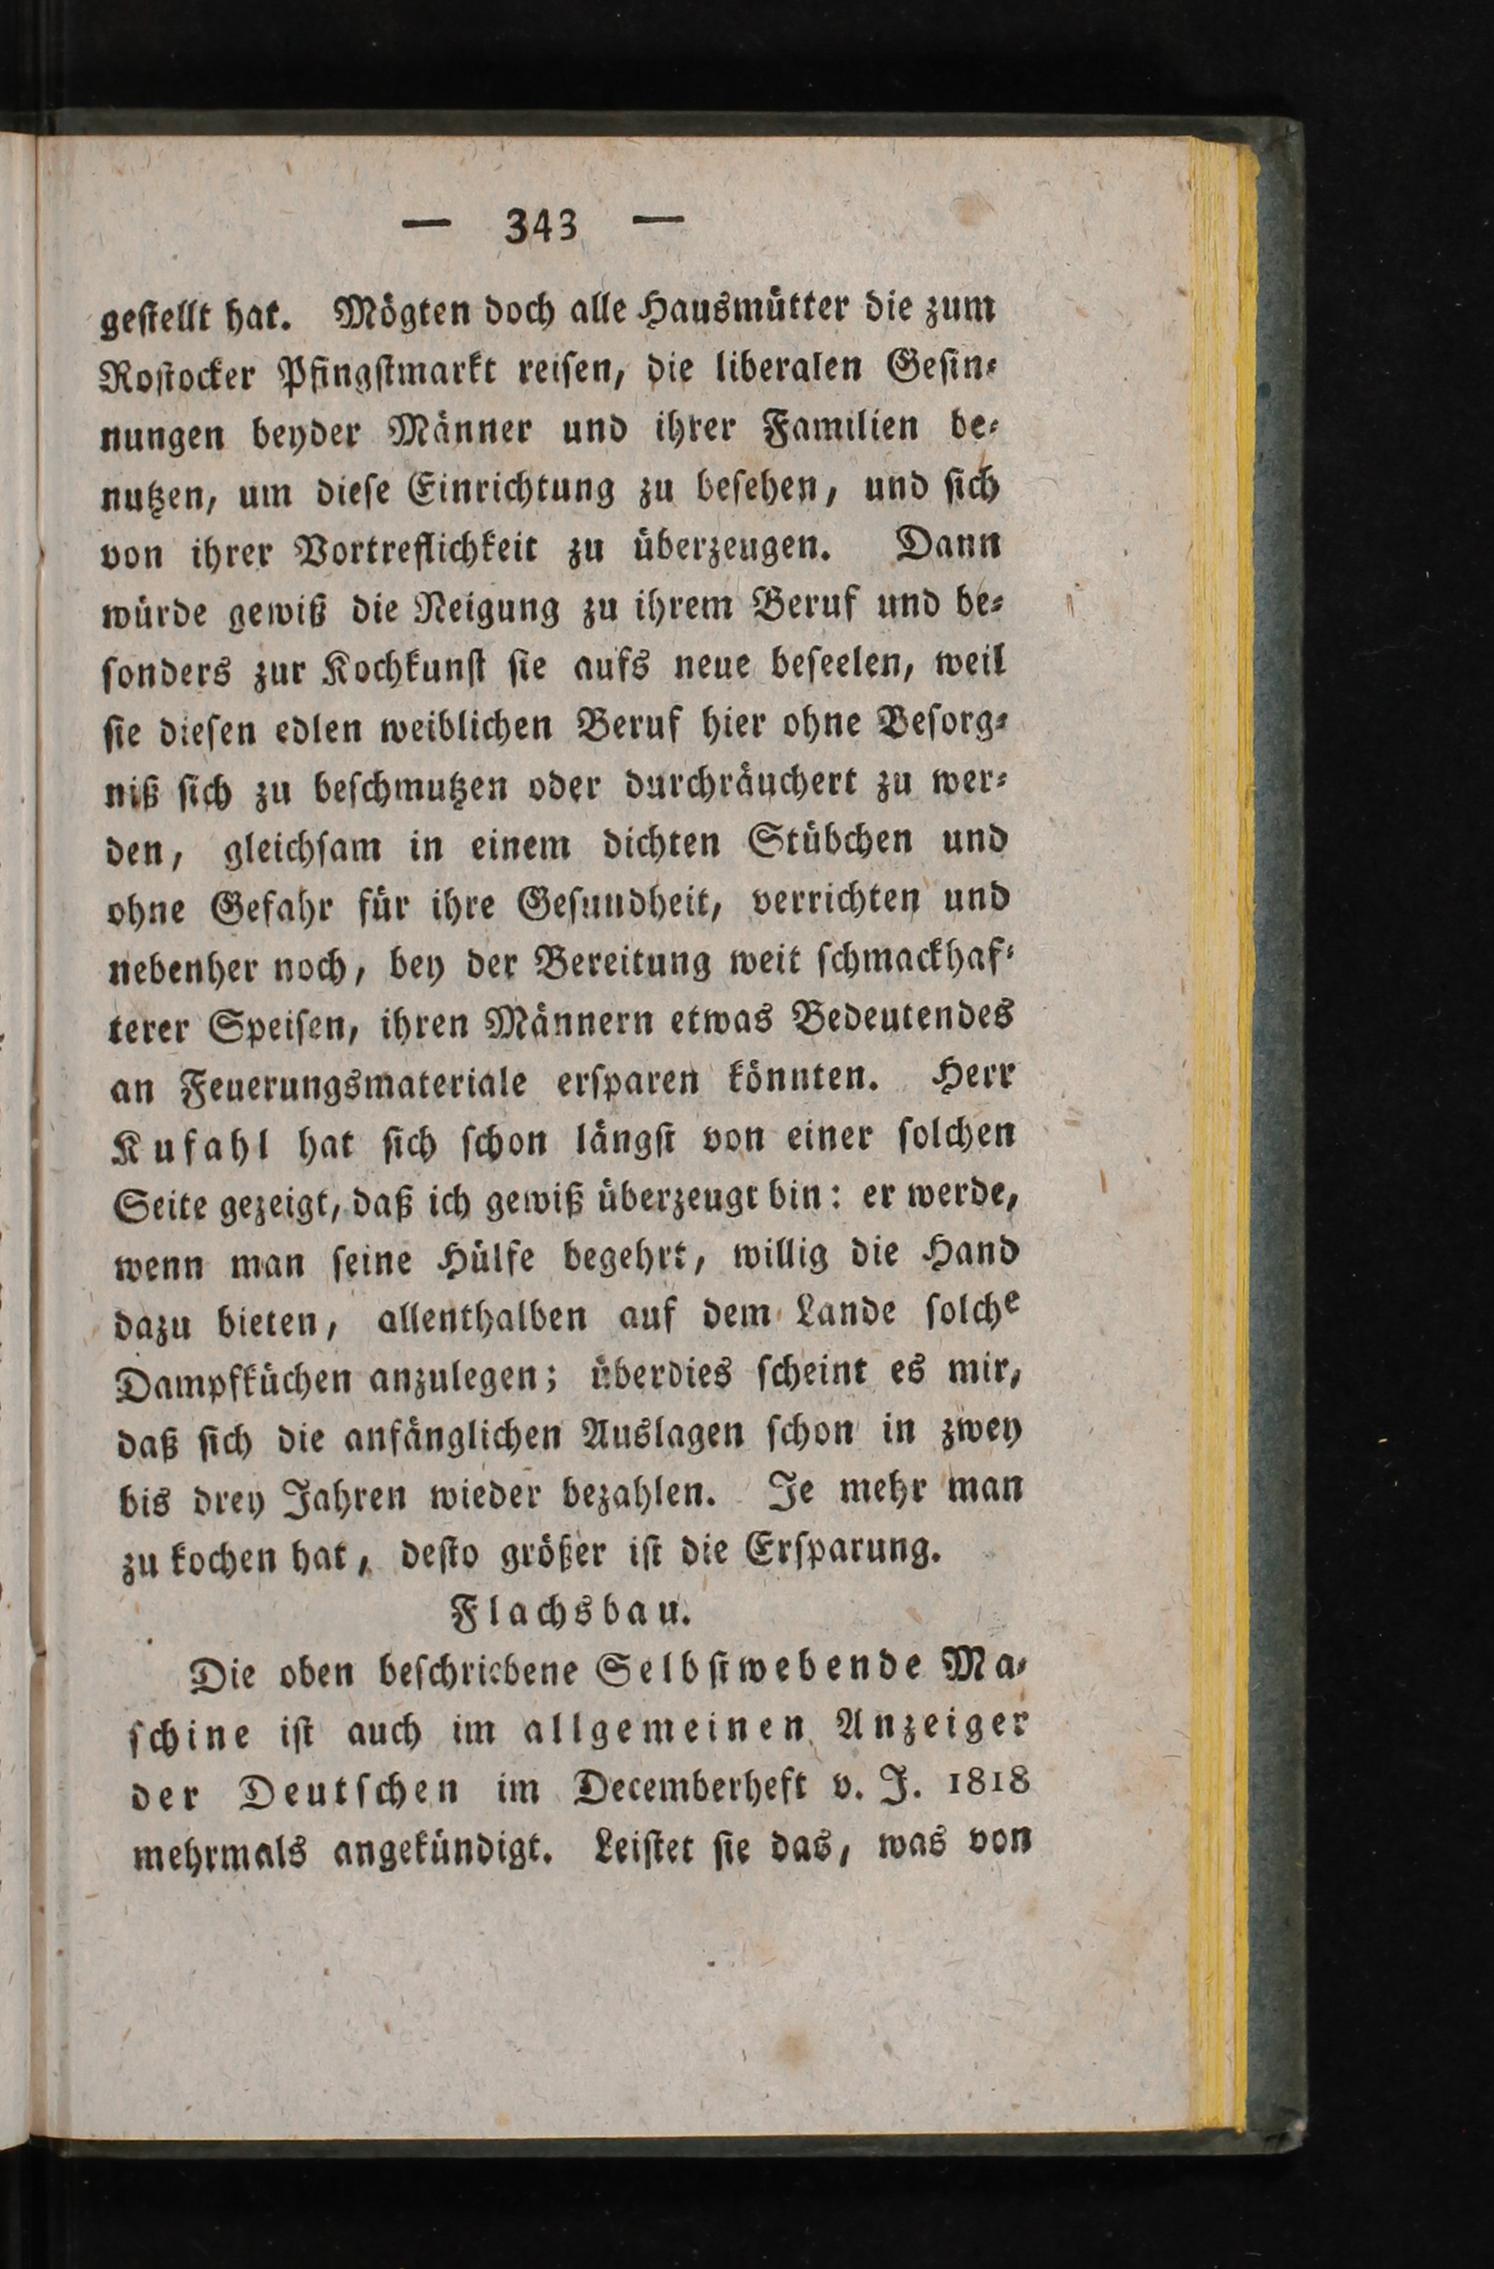 — 343 —
geſtellt hat. Mögten doch alle Hausmütter die zum
Roſtocker Pfingſtmarkt reiſen, die liberalen Geſin⸗
nungen beyder Männer und ihrer Familien be⸗
nutzen, um dieſe Einrichtung zu beſehen, und ſich
von ihrer Vortreflichkeit zu überzeugen. Dann
würde gewiß die Neigung zu ihrem Beruf und be⸗
ſonders zur Kochkunſt ſie aufs neue beſeelen, weil
ſie dieſen edlen weiblichen Beruf hier ohne Beſorg⸗
niß ſich zu beſchmutzen oder durchräuchert zu wer⸗
den, gleichſam in einem dichten Stübchen und
ohne Gefahr für ihre Geſundheit, verrichten und
nebenher noch, bey der Bereitung weit ſchmackhaf⸗
terer Speiſen, ihren Männern etwas Bedeutendes
an Feuerungsmateriale erſparen könnten. Herr
Kufahl hat ſich ſchon längſt von einer ſolchen
Seite gezeigt, daß ich gewiß überzeugt bin: er werde,
wenn man ſeine Hülfe begehrt, willig die Hand
dazu bieten, allenthalben auf dem Lande ſolche
Dampfküchen anzulegen; überdies ſcheint es mir,
daß ſich die anfänglichen Auslagen ſchon in zwey
bis drey Jahren wieder bezahlen. Je mehr man
zu kochen hat, deſto größer iſt die Erſparung.
Flachsbau.
Die oben beſchriebene Selbſtwebende Ma⸗
ſchine iſt auch im allgemeinen Anzeiger
der Deutſchen im Decemberheft v. J. 1818
mehrmals angekündigt. Leiſtet ſie das, was von